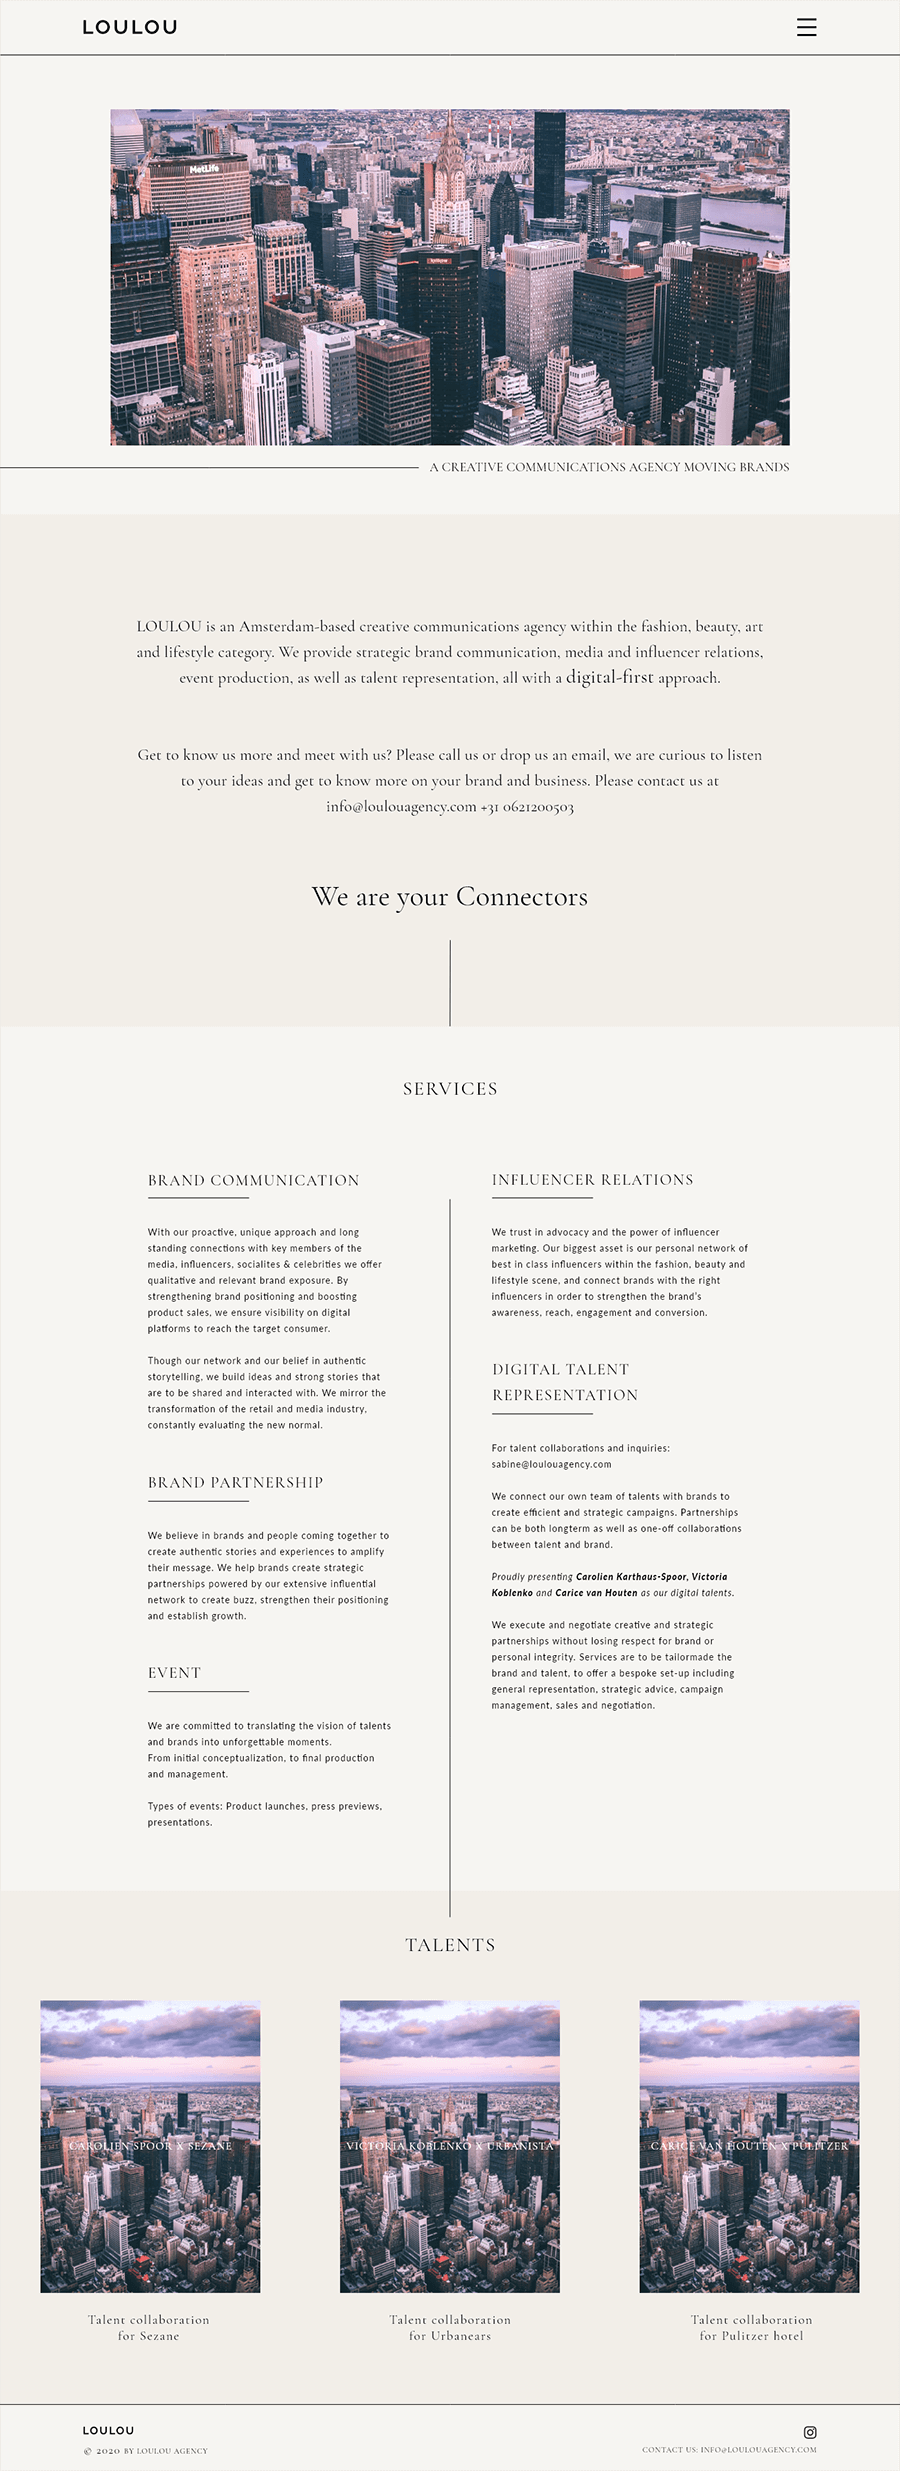 LOULOU
MetLife
A CREATIVE COMMUNICATIONS AGENCY MOVING BRANDS
LOULOU is an Amsterdam-based creative communications agency within the fashion, beauty, art
and lifestyle category. We provide strategic brand communication, media and influencer relations,
event production, as well as talent representation, all with a digital-first approach.
Get to know us more and meet with us? Please call us or drop us an email, we are curious to listen
to your ideas and get to know more on your brand and business. Please contact us at
info@loulouagency.com +31 0621200503
We are your Connectors
SERVICES
BRAND COMMUNICATION
With our proactive, unique approach and long
standing connections with key members of the
media, influencers, socialites & celebrities we offer
qualitative and relevant brand exposure. By
strengthening brand positioning and boosting
product sales, we ensure visibility on digital
platforms to reach the target consumer.
Though our network and our belief in authentic
storytelling, we build ideas and strong stories that
are to be shared and interacted with. We mirror the
transformation of the retail and media industry,
constantly evaluating the new normal.
BRAND PARTNERSHIP
We believe in brands and people coming together to
create authentic stories and experiences to amplify
their message. We help brands create strategic
partnerships powered by our extensive influential
network to create buzz, strengthen their positioning
and establish growth.
EVENT
We are committed to translating the vision of talents
and brands into unforgettable moments.
From initial conceptualization, to final production
and management.
Types of events: Product launches, press previews,
presentations.
INFLUENCER RELATIONS
We trust in advocacy and the power of influencer
marketing. Our biggest asset is our personal network of
best in class influencers within the fashion, beauty and
lifestyle scene, and connect brands with the right
influencers in order to strengthen the brand's
awareness, reach, engagement and conversion.
DIGITAL TALENT
REPRESENTATION
For talent collaborations and inquiries:
sabine@loulouagency.com
We connect our own team of talents with brands to
create efficient and strategic campaigns. Partnerships
can be both longterm as well as one-off collaborations
between talent and brand.
Proudly presenting Carolien Karthaus-Spoor, Victoria
Koblenko and Carice van Houten as our digital talents.
We execute and negotiate creative and strategic
partnerships without losing respect for brand or
personal integrity. Services are to be tailormade the
brand and talent, to offer a bespoke set-up including
general representation, strategic advice, campaign
management, sales and negotiation.
TALENTS
CAROLIEN SPOOR X SEZANE
VICTORIA KOBLENKO X URBANISTA
CARICE VAN HOUTEN X PULITZER
Talent collaboration
for Sezane
Talent collaboration
for Urbanears
Talent collaboration
for Pulitzer hotel
LOULOU
© 2020 BY LOULOU AGENCY
CONTACT US: INFO@LOULOUAGENCY.COM